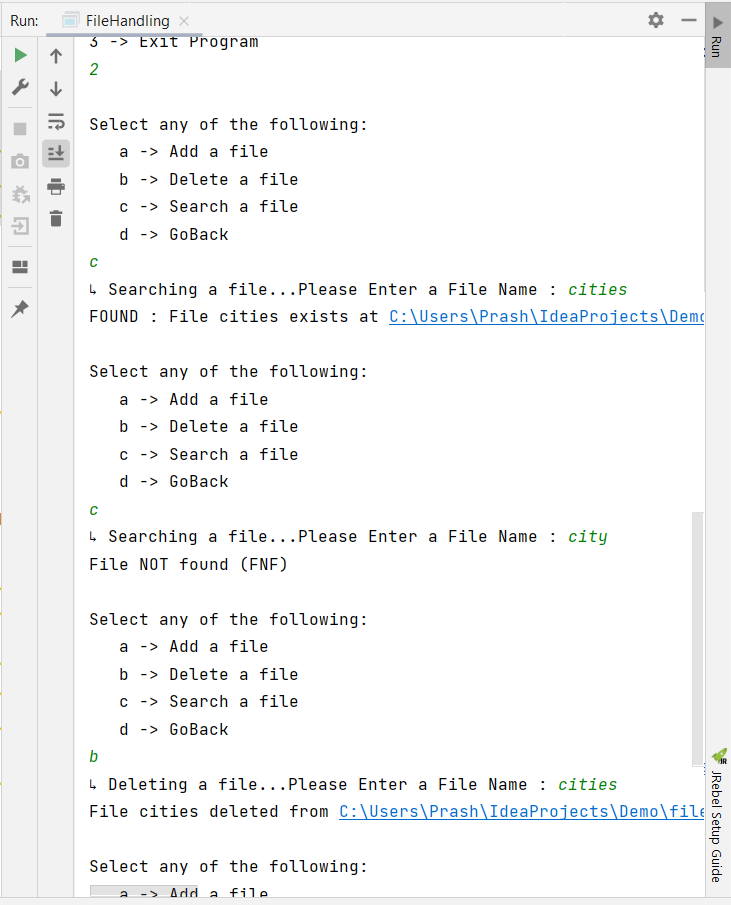 Run: FileHandling
3 -> Exit Program
2
Select any of the following:
a -> Add a file
b -> Delete a file
c -> Search a file
d -> GoBack
c
↳ Searching a file...Please Enter a File Name : cities
FOUND : File cities exists at C:\Users\Prash\IdeaProjects\Demo
Select any of the following:
a -> Add a file
b -> Delete a file
c -> Search a file
d -> GoBack
c
↳ Searching a file...Please Enter a File Name : city
File NOT found (FNF)
Select any of the following:
a -> Add a file
b -> Delete a file
c -> Search a file
d -> GoBack
b
↳ Deleting a file...Please Enter a File Name : cities
File cities deleted from C:\Users\Prash\IdeaProjects\Demo\file
Select any of the following:
a -> Add a file
Run
JRebel Setup Guide